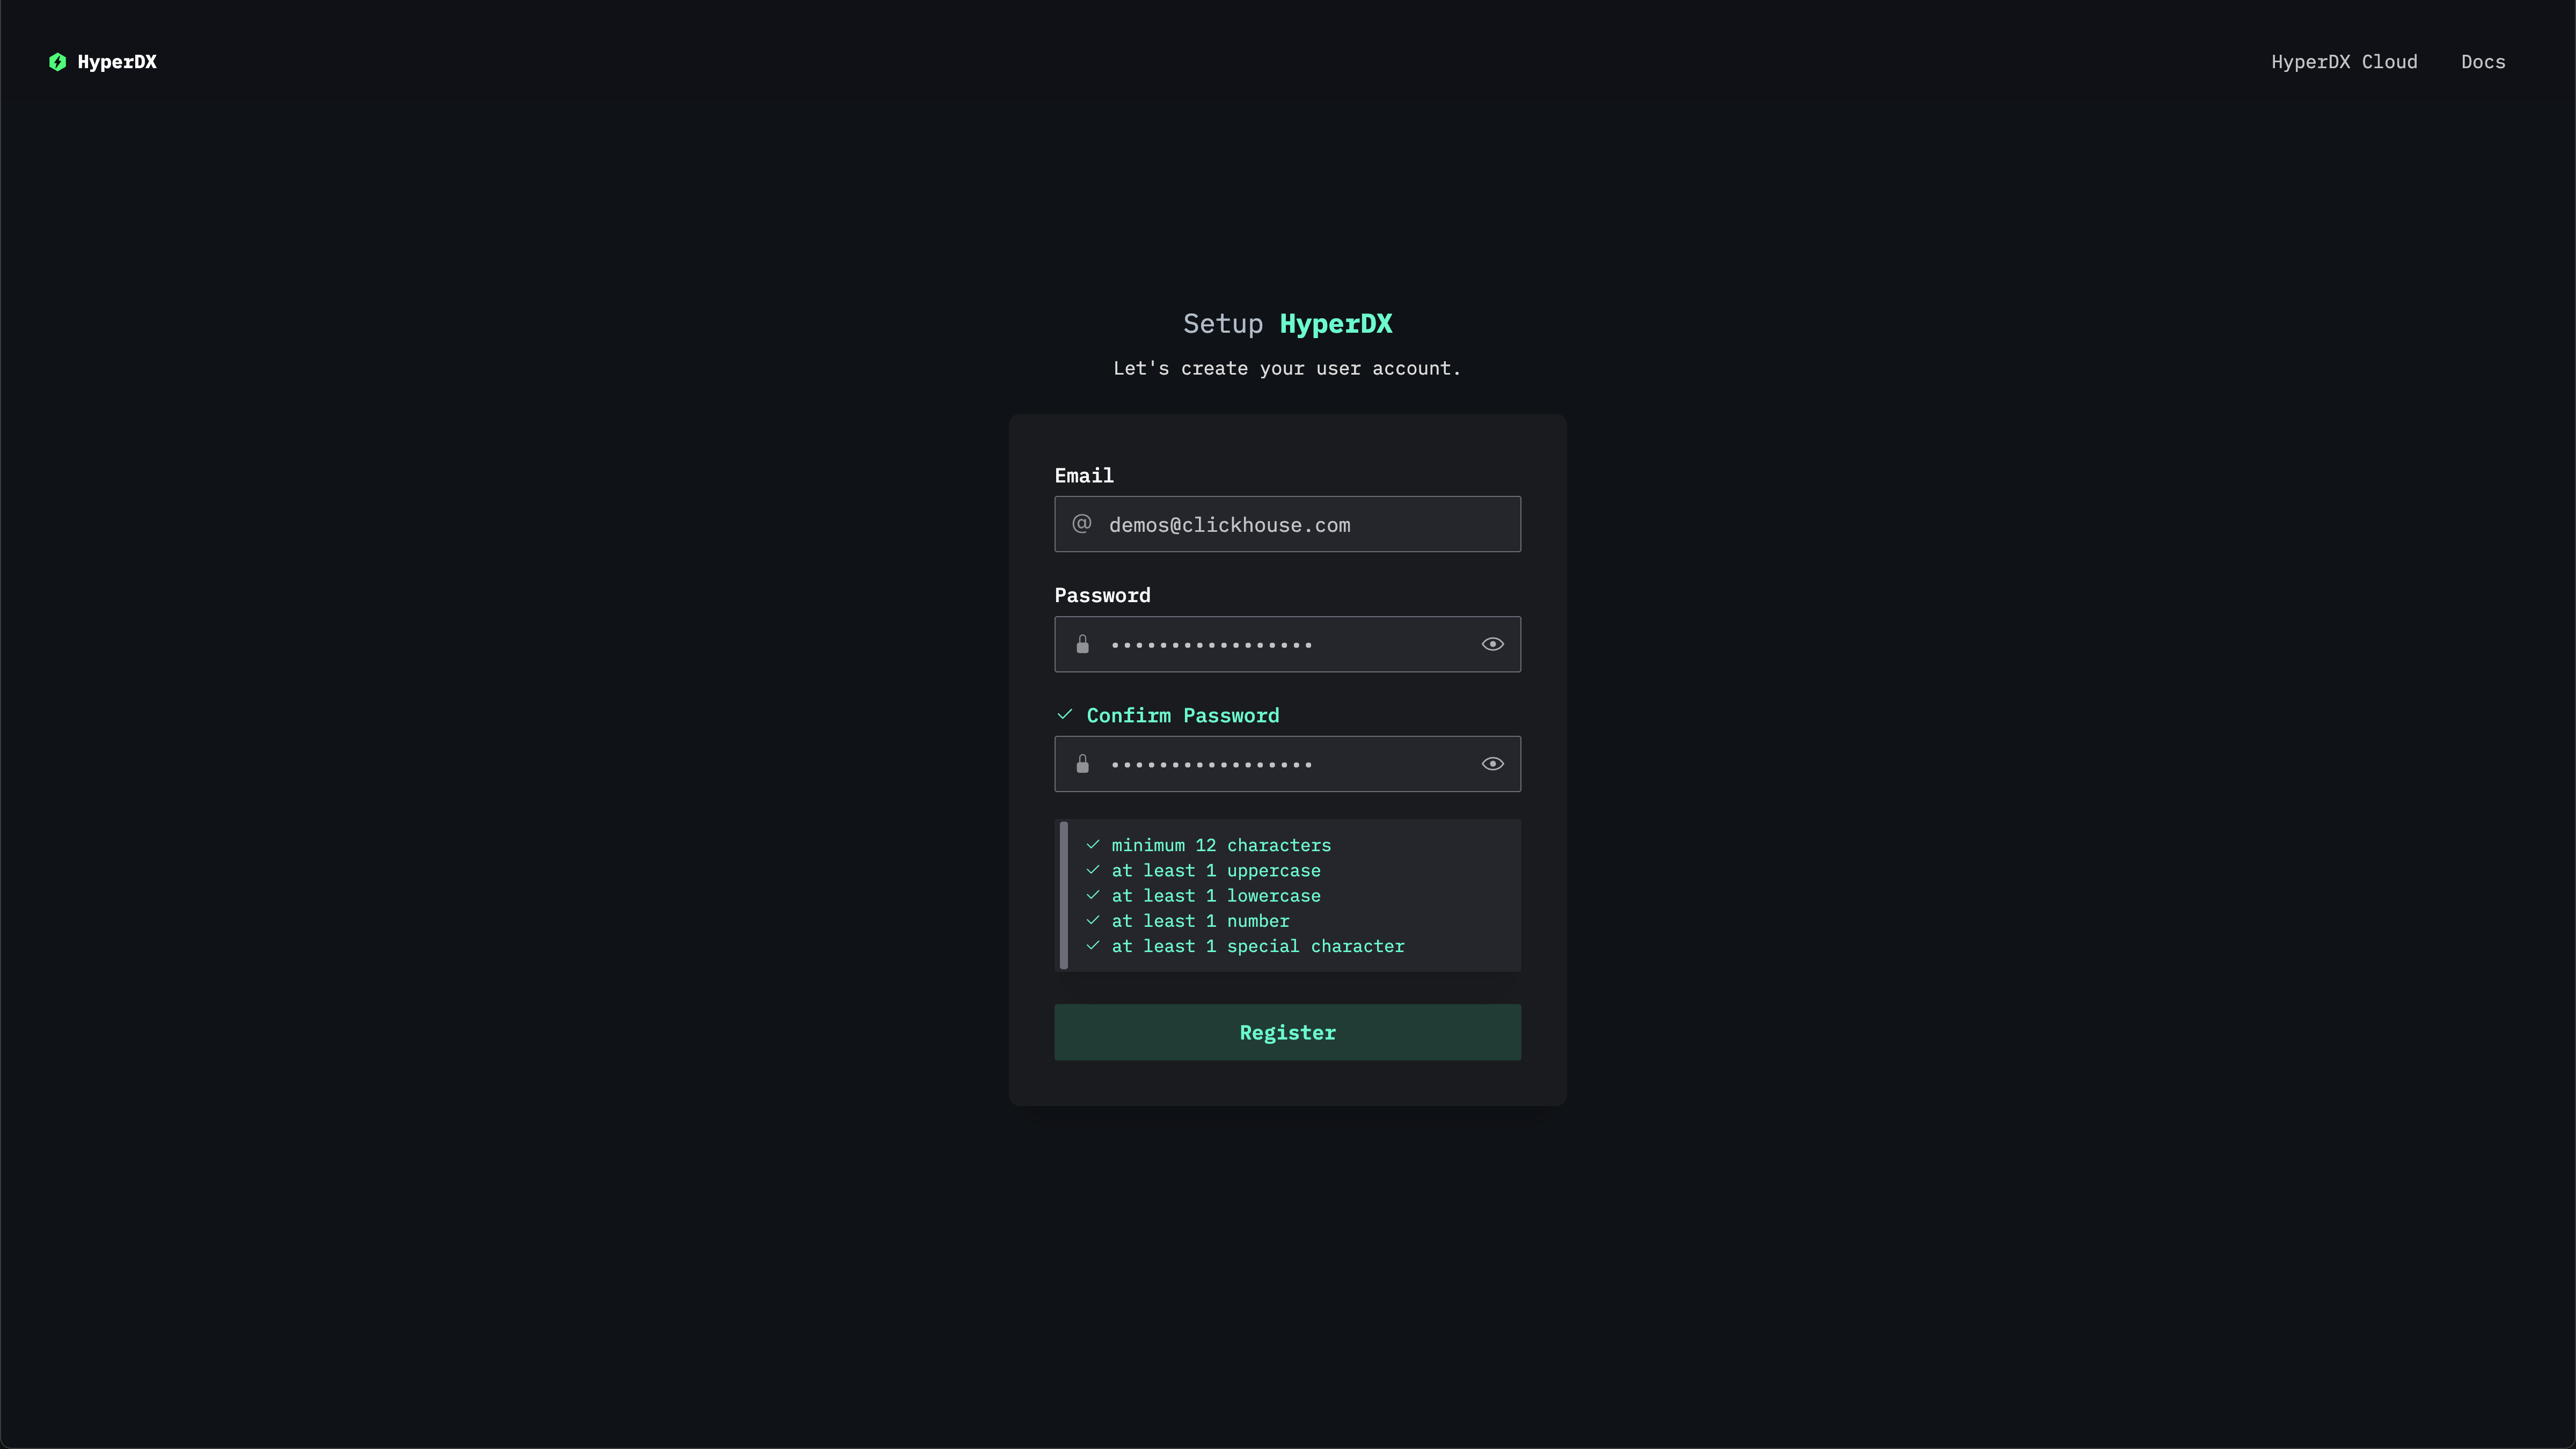 HyperDX
HyperDX Cloud
Docs
Setup HyperDX
Let's create your user account.
Email
@ demos@clickhouse.com
Password
•••••••••••••••••
✓ Confirm Password
•••••••••••••••••
✓ minimum 12 characters
✓ at least 1 uppercase
✓ at least 1 lowercase
✓ at least 1 number
✓ at least 1 special character
Register